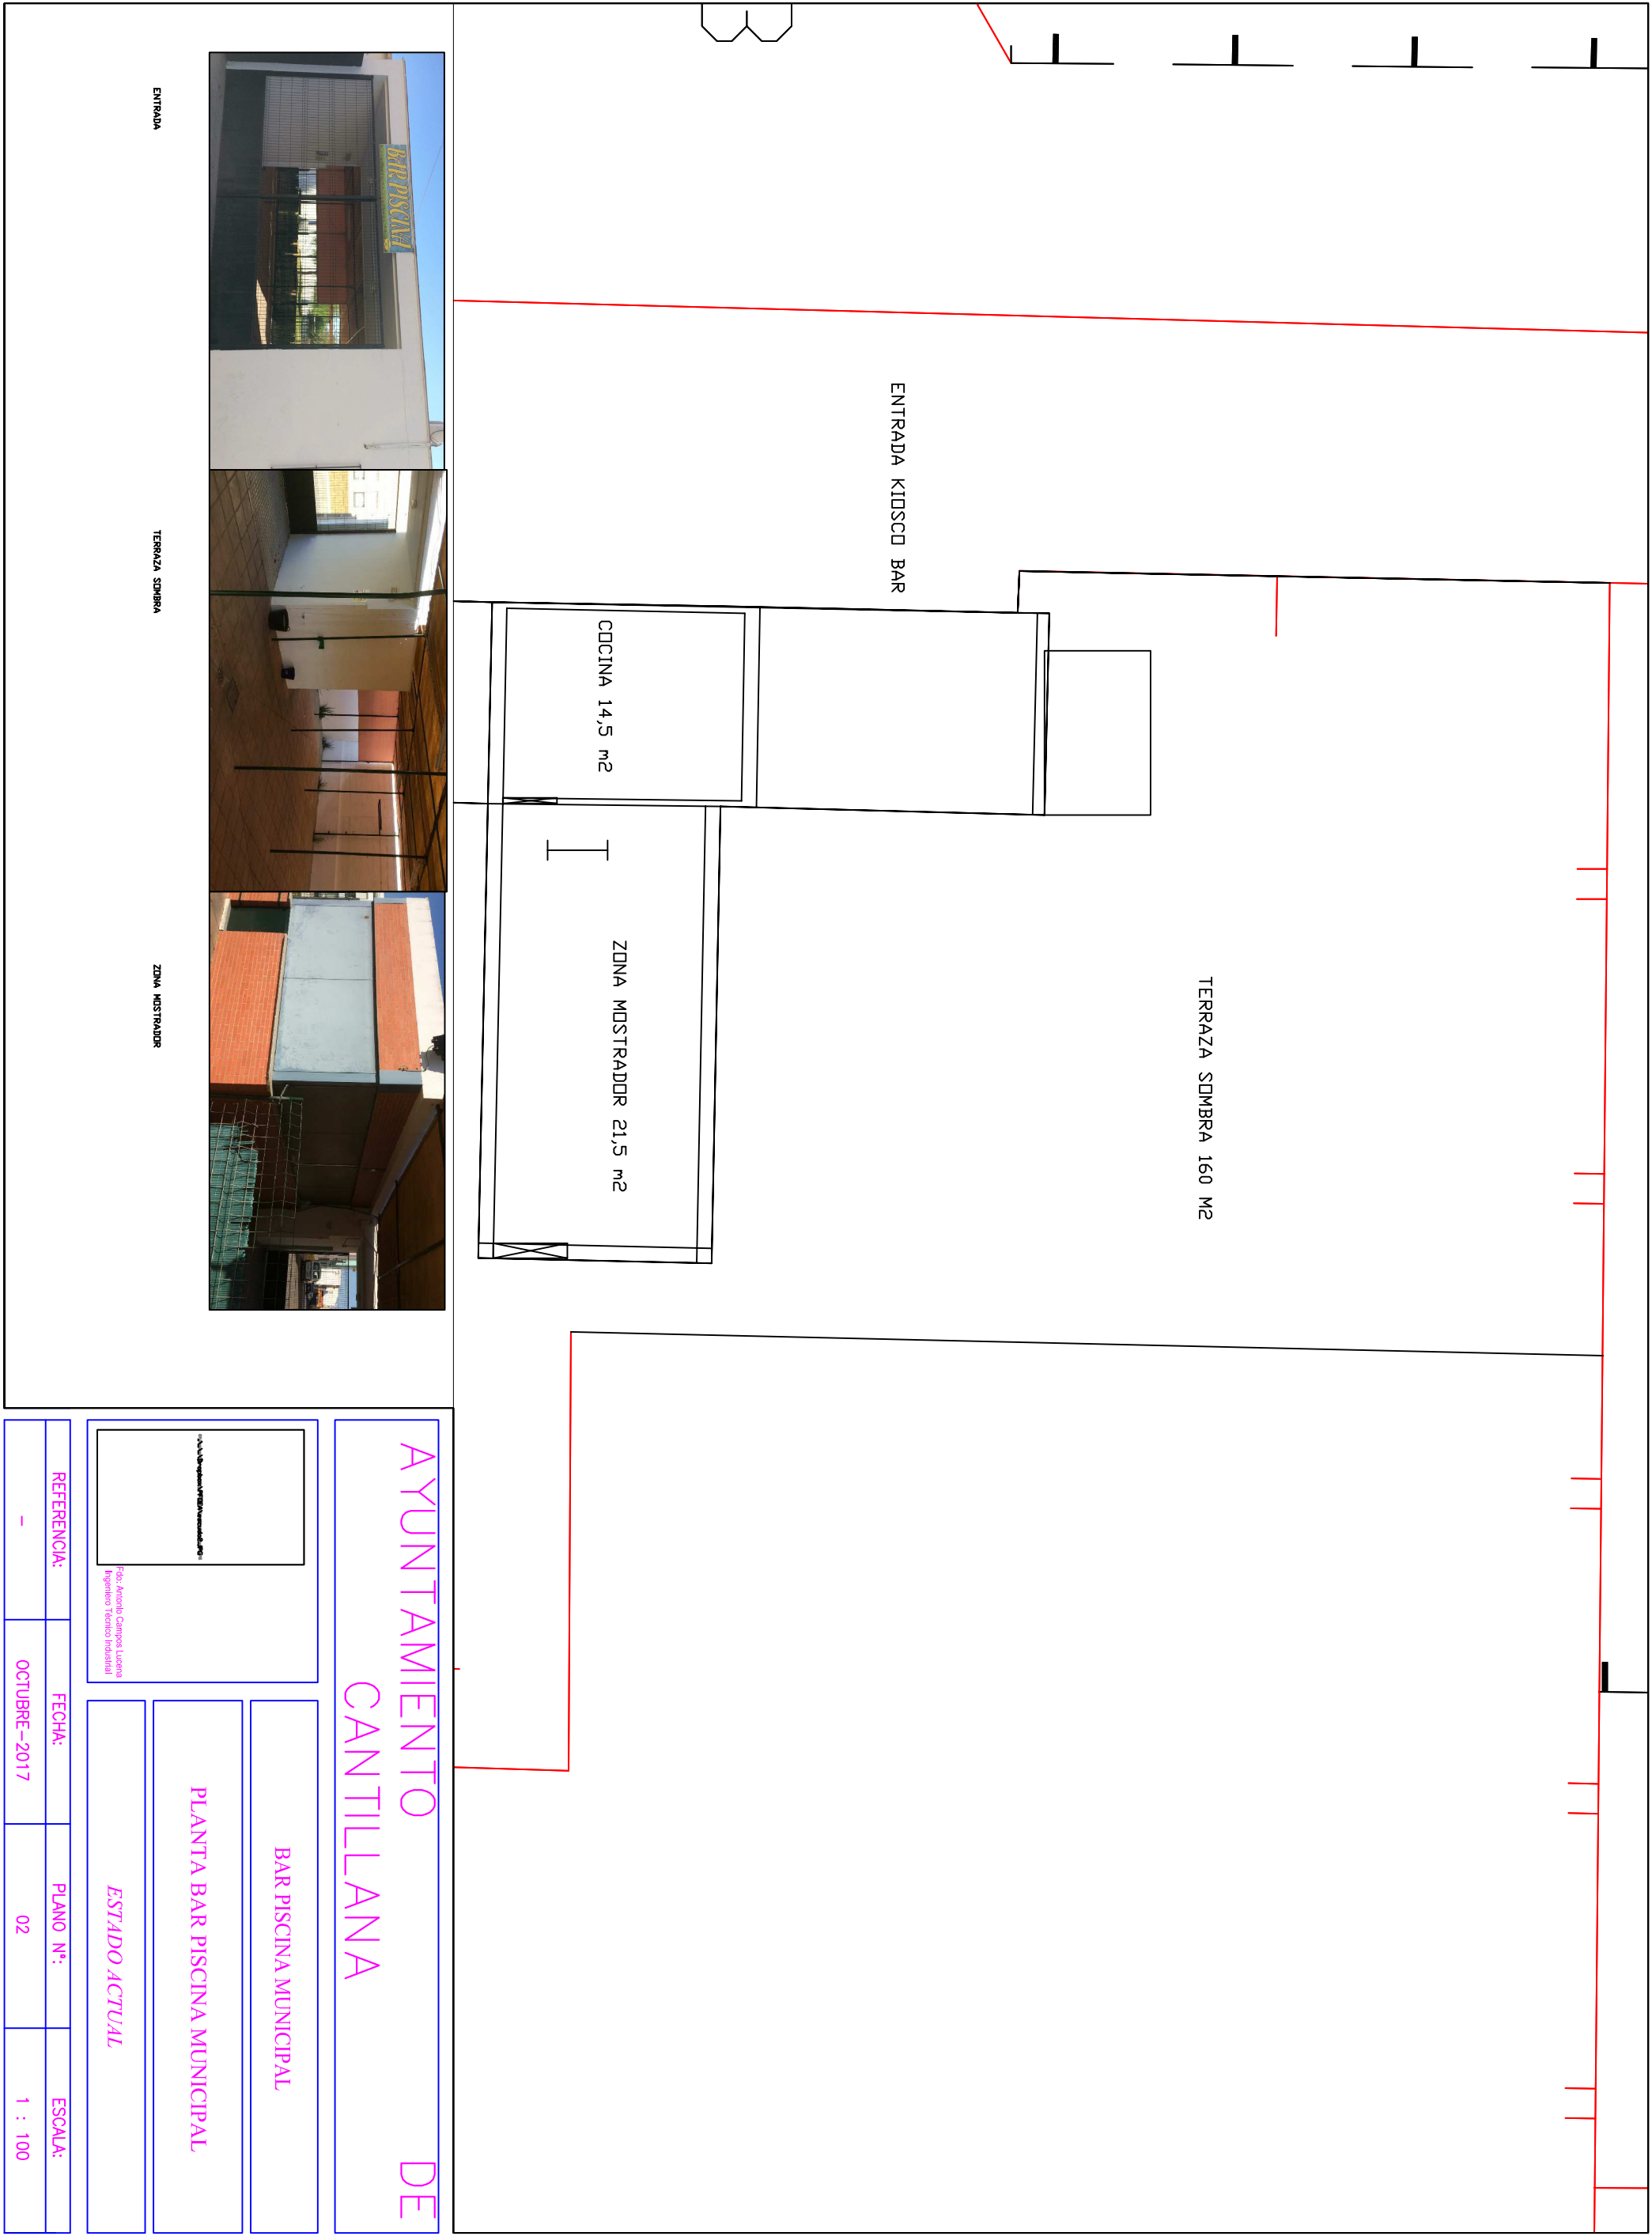 ENTRADA KIOSCO BAR
TERRAZA SOMBRA 160 M2
COCINA 14,5 m2
ZONA MOSTRADOR 21,5 m2
BAR PISCINA
ENTRADA
TERRAZA SOMBRA
ZONA MOSTRADOR
AYUNTAMIENTO DE
CANTILLANA
BAR PISCINA MUNICIPAL
PLANTA BAR PISCINA MUNICIPAL
ESTADO ACTUAL
Fdo: Antonio Campos Lucena
Ingeniero Técnico Industrial
REFERENCIA: FECHA: PLANO Nº: ESCALA:
- OCTUBRE-2017 02 1 : 100